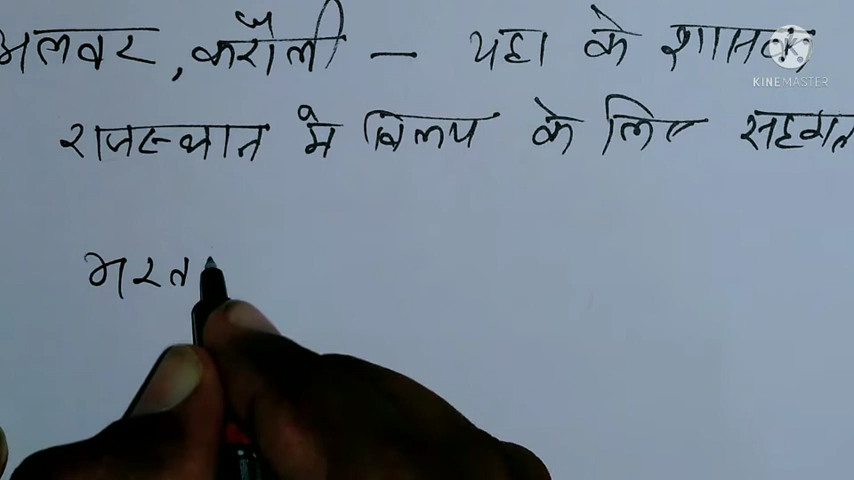 अलवर, करौली — यहा के शासक
KINEMASTER
राजस्थान मे विलय के लिए सहमत
भरत